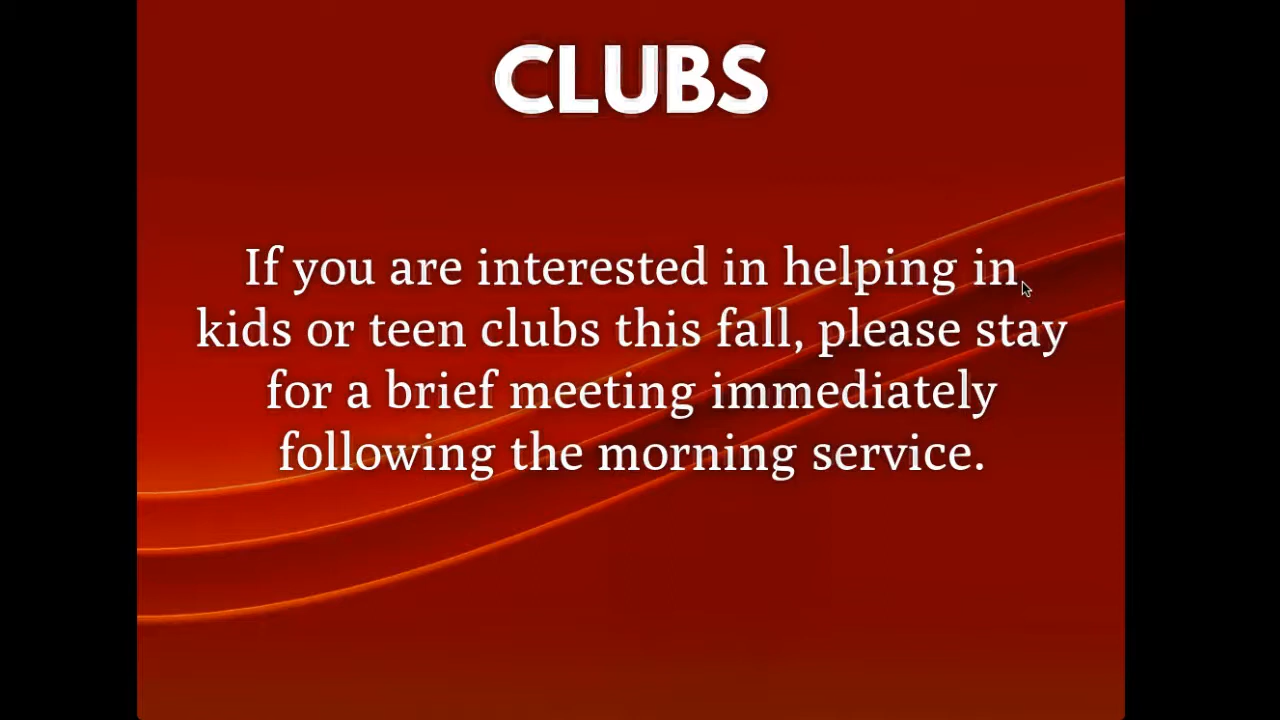 CLUBS
If you are interested in helping in
kids or teen clubs this fall, please stay
for a brief meeting immediately
following the morning service.